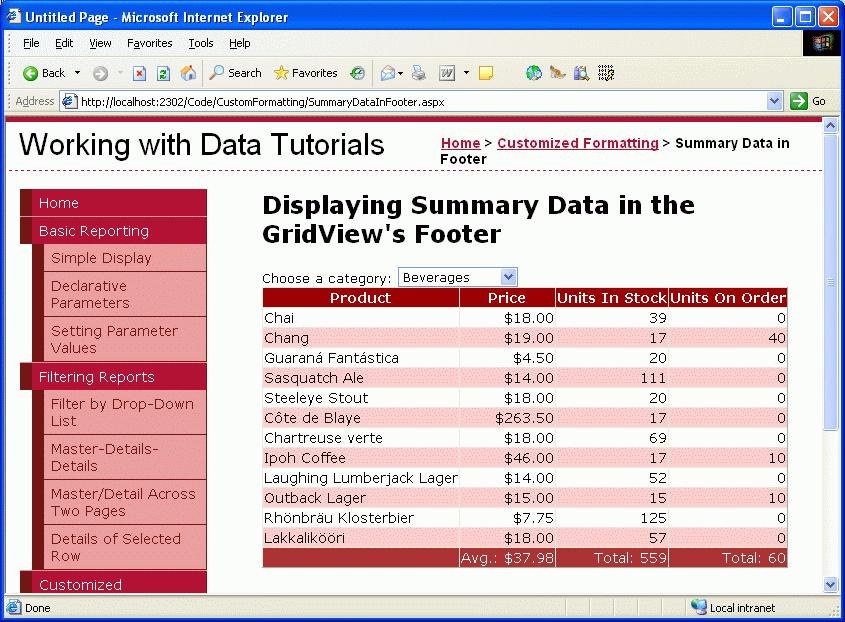 Untitled Page - Microsoft Internet Explorer
File Edit View Favorites Tools Help
Back Search Favorites
Address http://localhost:2302/Code/CustomFormatting/SummaryDataInFooter.aspx Go
Working with Data Tutorials
Home > Customized Formatting > Summary Data in
Footer
Home
Basic Reporting
Simple Display
Declarative
Parameters
Setting Parameter
Values
Filtering Reports
Filter by Drop-Down
List
Master-Details-
Details
Master/Detail Across
Two Pages
Details of Selected
Row
Customized
Displaying Summary Data in the
GridView's Footer
Choose a category: Beverages
Product Price Units In Stock Units On Order
Chai $18.00 39 0
Chang $19.00 17 40
Guaraná Fantástica $4.50 20 0
Sasquatch Ale $14.00 111 0
Steeleye Stout $18.00 20 0
Côte de Blaye $263.50 17 0
Chartreuse verte $18.00 69 0
Ipoh Coffee $46.00 17 10
Laughing Lumberjack Lager $14.00 52 0
Outback Lager $15.00 15 10
Rhönbräu Klosterbier $7.75 125 0
Lakkalikööri $18.00 57 0
Avg.: $37.98 Total: 559 Total: 60
Done Local intranet